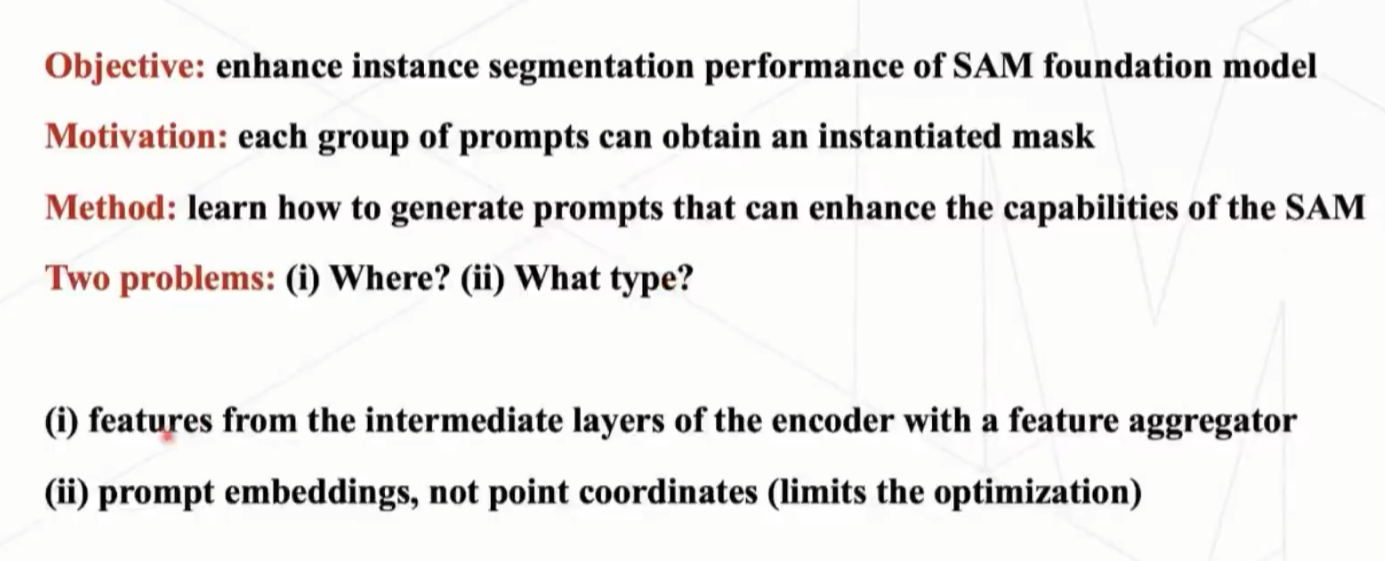 Objective: enhance instance segmentation performance of SAM foundation model
Motivation: each group of prompts can obtain an instantiated mask
Method: learn how to generate prompts that can enhance the capabilities of the SAM
Two problems: (i) Where? (ii) What type?
(i) features from the intermediate layers of the encoder with a feature aggregator
(ii) prompt embeddings, not point coordinates (limits the optimization)